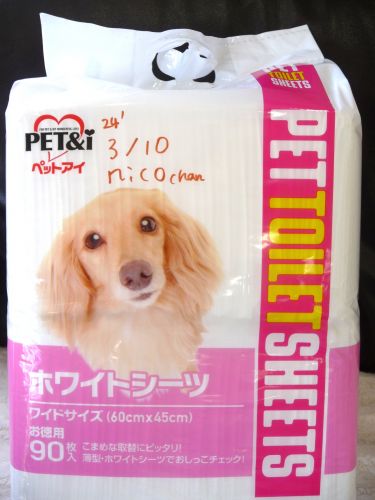 PET&i
ペットアイ
24'
3/10
nico chan
PET
TOILET
SHEETS
PET TOILET SHEETS
ホワイトシーツ
ワイドサイズ(60cm×45cm)
お徳用
90枚入
こまめな取替にピッタリ!
薄型・ホワイトシーツでおしっこチェック!